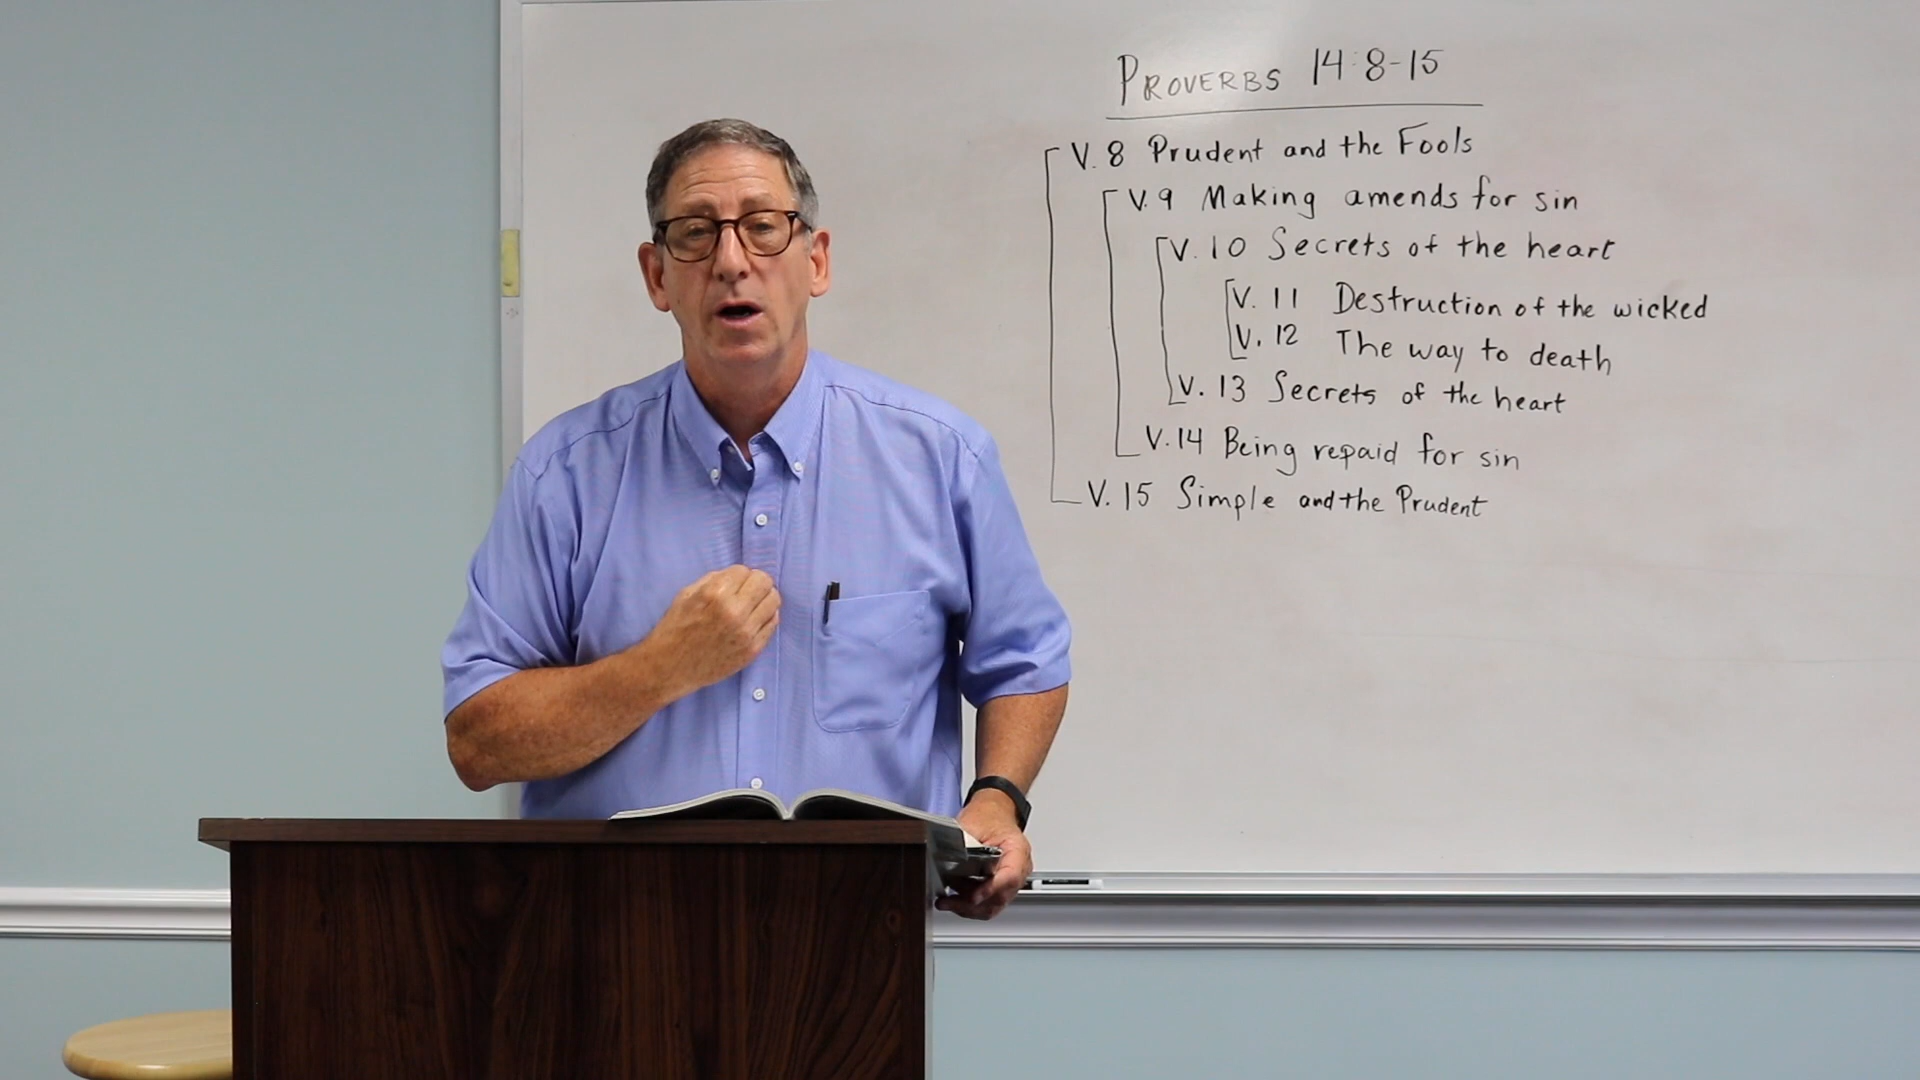 PROVERBS 14:8-15
V. 8 Prudent and the Fools
V. 9 Making amends for sin
V. 10 Secrets of the heart
V. 11 Destruction of the wicked
V. 12 The way to death
V. 13 Secrets of the heart
V. 14 Being repaid for sin
V. 15 Simple and the Prudent